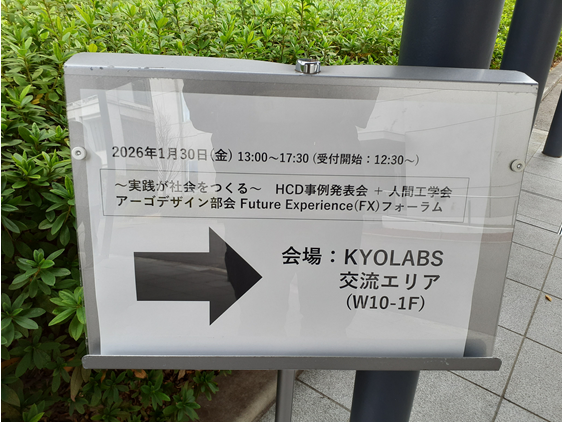 2026年1月30日(金) 13:00～17:30 (受付開始：12:30～)
～実践が社会をつくる～　HCD事例発表会 + 人間工学会
アーゴデザイン部会 Future Experience(FX)フォーラム
会場：KYOLABS
交流エリア
(W10-1F)